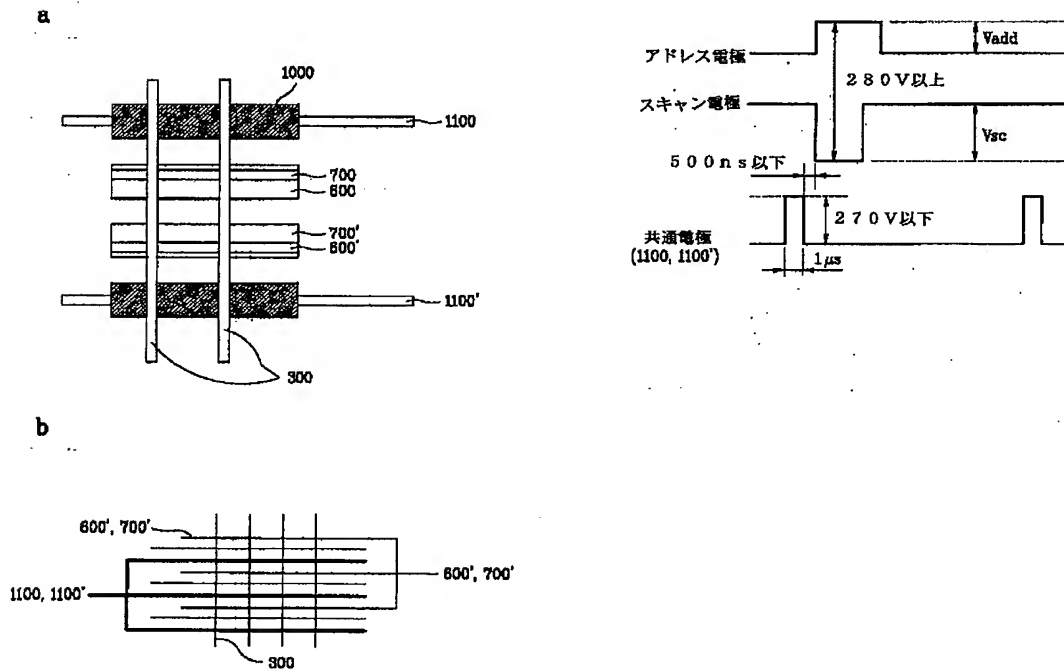 a
1000
1100
700
600
700'
600'
1100'
300
b
600', 700'
600', 700'
1100, 1100'
300
Vadd
アドレス電極
280V以上
スキャン電極
Vsc
500ns以下
270V以下
共通電極
(1100, 1100')
1μs